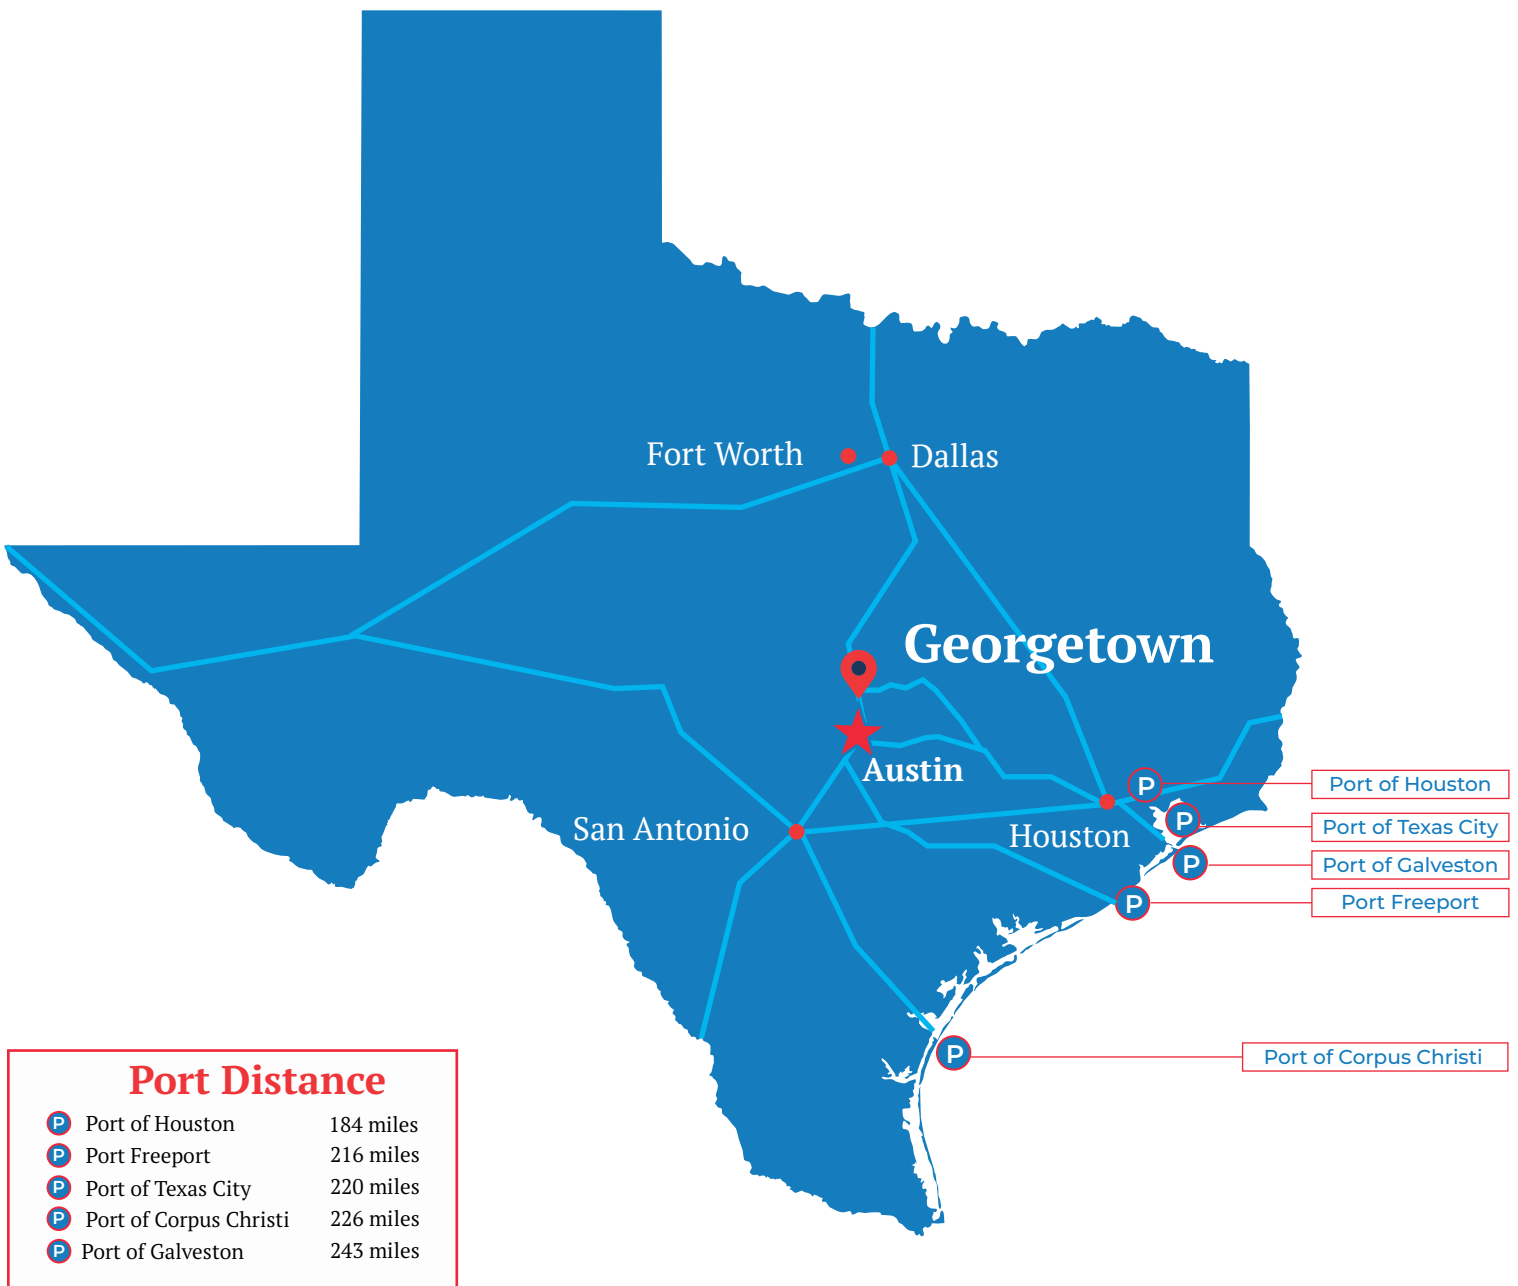 Fort Worth
Dallas
Georgetown
Austin
San Antonio
Houston
P
Port of Houston
P
Port of Texas City
P
Port of Galveston
P
Port Freeport
P
Port of Corpus Christi
Port Distance
P Port of Houston 184 miles
P Port Freeport 216 miles
P Port of Texas City 220 miles
P Port of Corpus Christi 226 miles
P Port of Galveston 243 miles